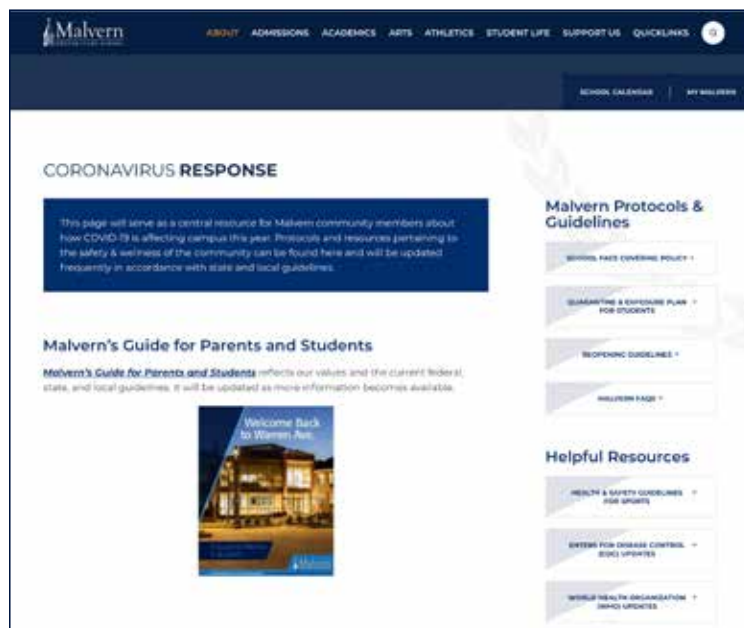 Malvern
PREPARATORY SCHOOL
ABOUT ADMISSIONS ACADEMICS ARTS ATHLETICS STUDENT LIFE SUPPORT US QUICKLINKS
SCHOOL CALENDAR | MY MALVERN
CORONAVIRUS RESPONSE
This page will serve as a central resource for Malvern community members about
how COVID-19 is affecting campus this year. Protocols and resources pertaining to
the safety & wellness of the community can be found here and will be updated
frequently in accordance with state and local guidelines.
Malvern's Guide for Parents and Students
Malvern's Guide for Parents and Students reflects our values and the current federal,
state, and local guidelines. It will be updated as more information becomes available.
Welcome Back
to Warren Ave.
Malvern
Malvern Protocols &
Guidelines
SCHOOL FACE COVERING POLICY
QUARANTINE & EXPOSURE PLAN
FOR STUDENTS
REOPENING GUIDELINES
MALVERN FAQS
Helpful Resources
HEALTH & SAFETY GUIDELINES
FOR SPORTS
ENTERS FOR DISEASE CONTROL
(CDC) UPDATES
WORLD HEALTH ORGANIZATION
(WHO) UPDATES